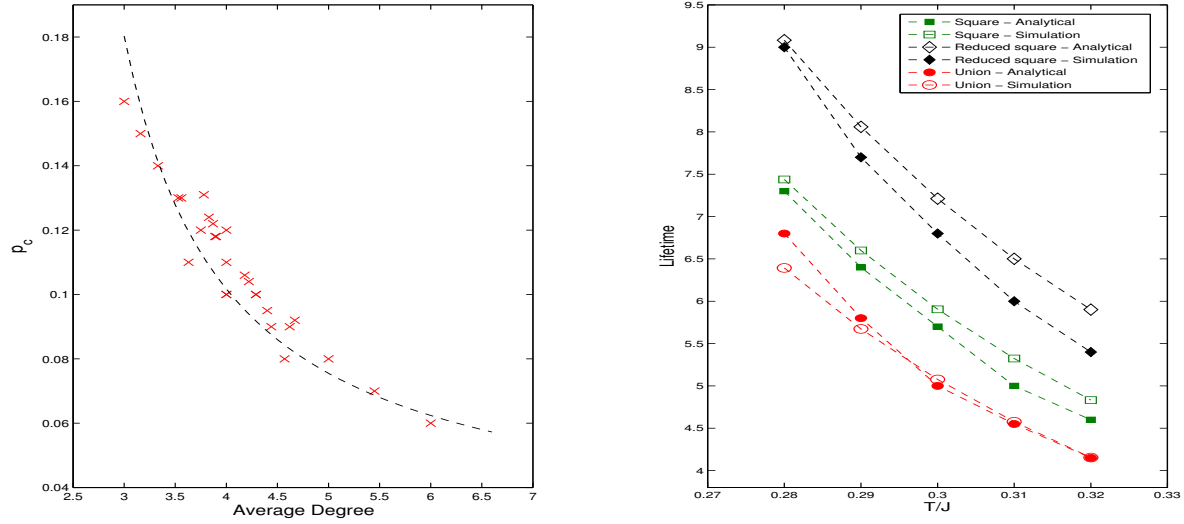 0.18
0.16
0.14
0.12
0.1
0.08
0.06
0.04
p_c
2.5 3 3.5 4 4.5 5 5.5 6 6.5 7
Average Degree
9.5
9
8.5
8
7.5
7
6.5
6
5.5
5
4.5
4
Lifetime
0.27 0.28 0.29 0.3 0.31 0.32 0.33
T/J
Square − Analytical
Square − Simulation
Reduced square − Analytical
Reduced square − Simulation
Union − Analytical
Union − Simulation